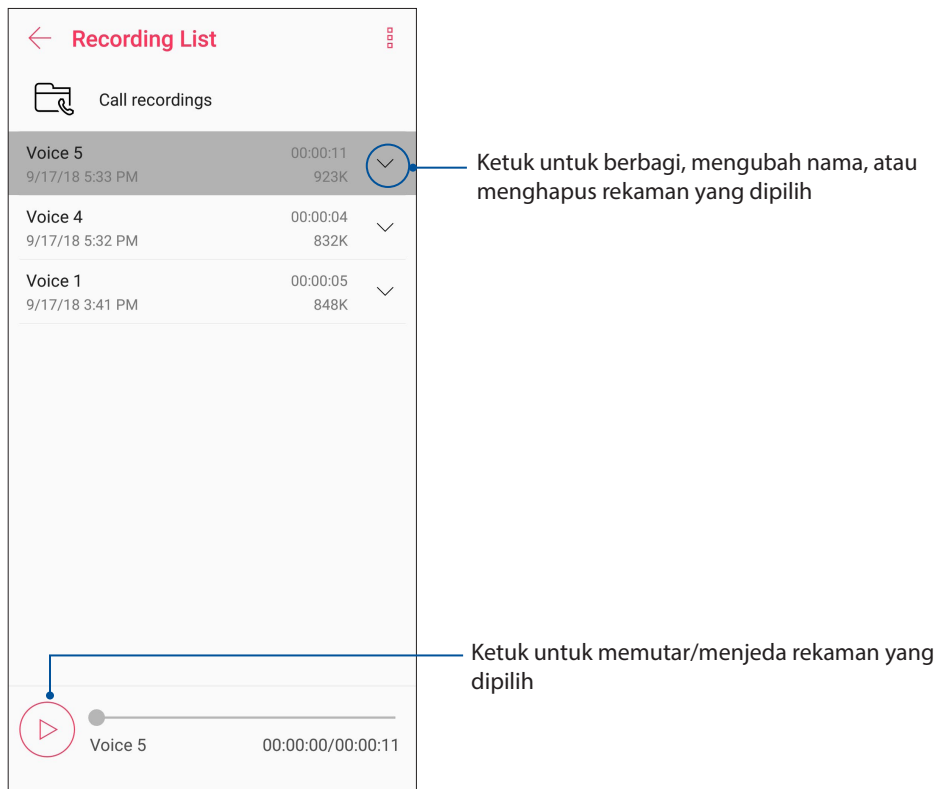 Recording List
Call recordings
Voice 5 00:00:11
9/17/18 5:33 PM 923K
Ketuk untuk berbagi, mengubah nama, atau
menghapus rekaman yang dipilih
Voice 4 00:00:04
9/17/18 5:32 PM 832K
Voice 1 00:00:05
9/17/18 3:41 PM 848K
Ketuk untuk memutar/menjeda rekaman yang
dipilih
Voice 5 00:00:00/00:00:11